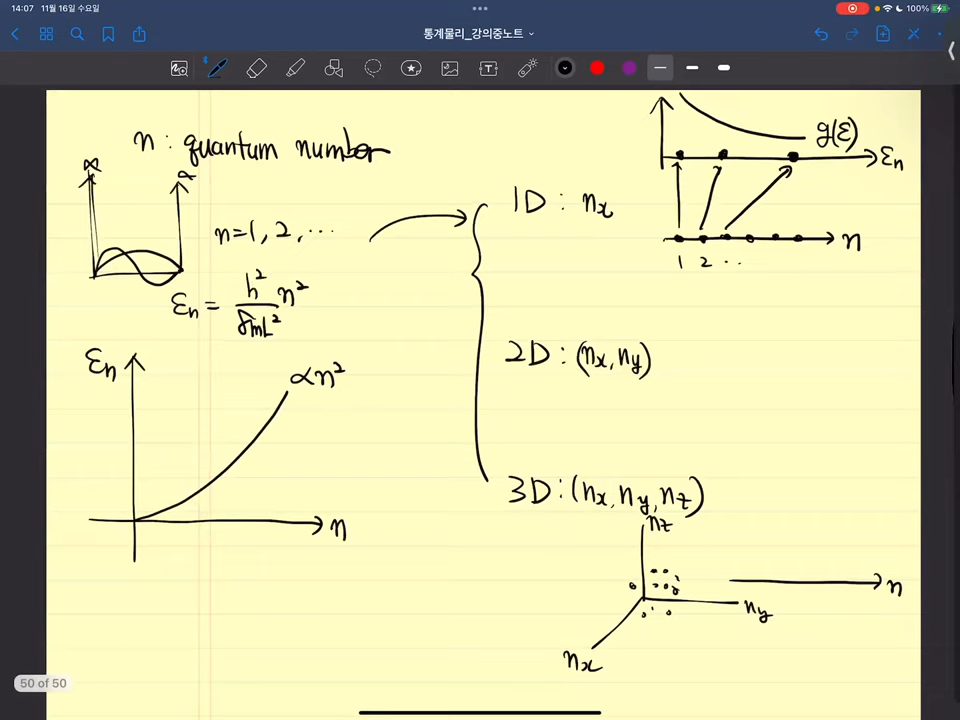 14:07 11월 16일 수요일
100%
통계물리_강의중노트
n : quantum number
∞
∞
n=1, 2, ...
εn = h²/8mL² n²
εn
∝n²
n
1D : nx
2D : (nx, ny)
3D : (nx, ny, nz)
g(ε)
εn
n
1 2 ..
nz
ny
nx
n
50 of 50